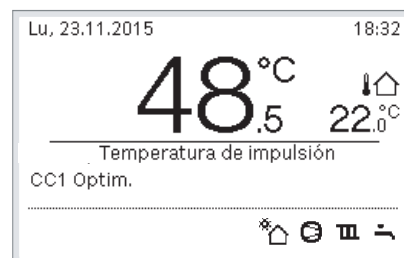 Lu, 23.11.2015 18:32
48.5 °C
22.0°C
Temperatura de impulsión
CC1 Optim.